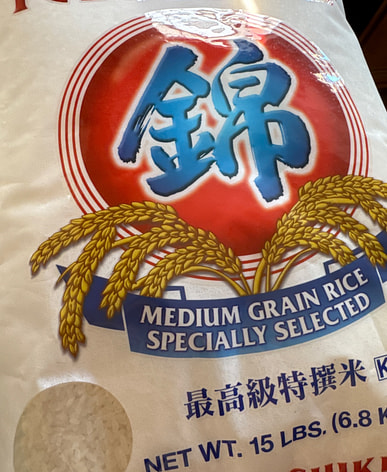 錦
MEDIUM GRAIN RICE
SPECIALLY SELECTED
最高級特撰米 K
NET WT. 15 LBS. (6.8 K